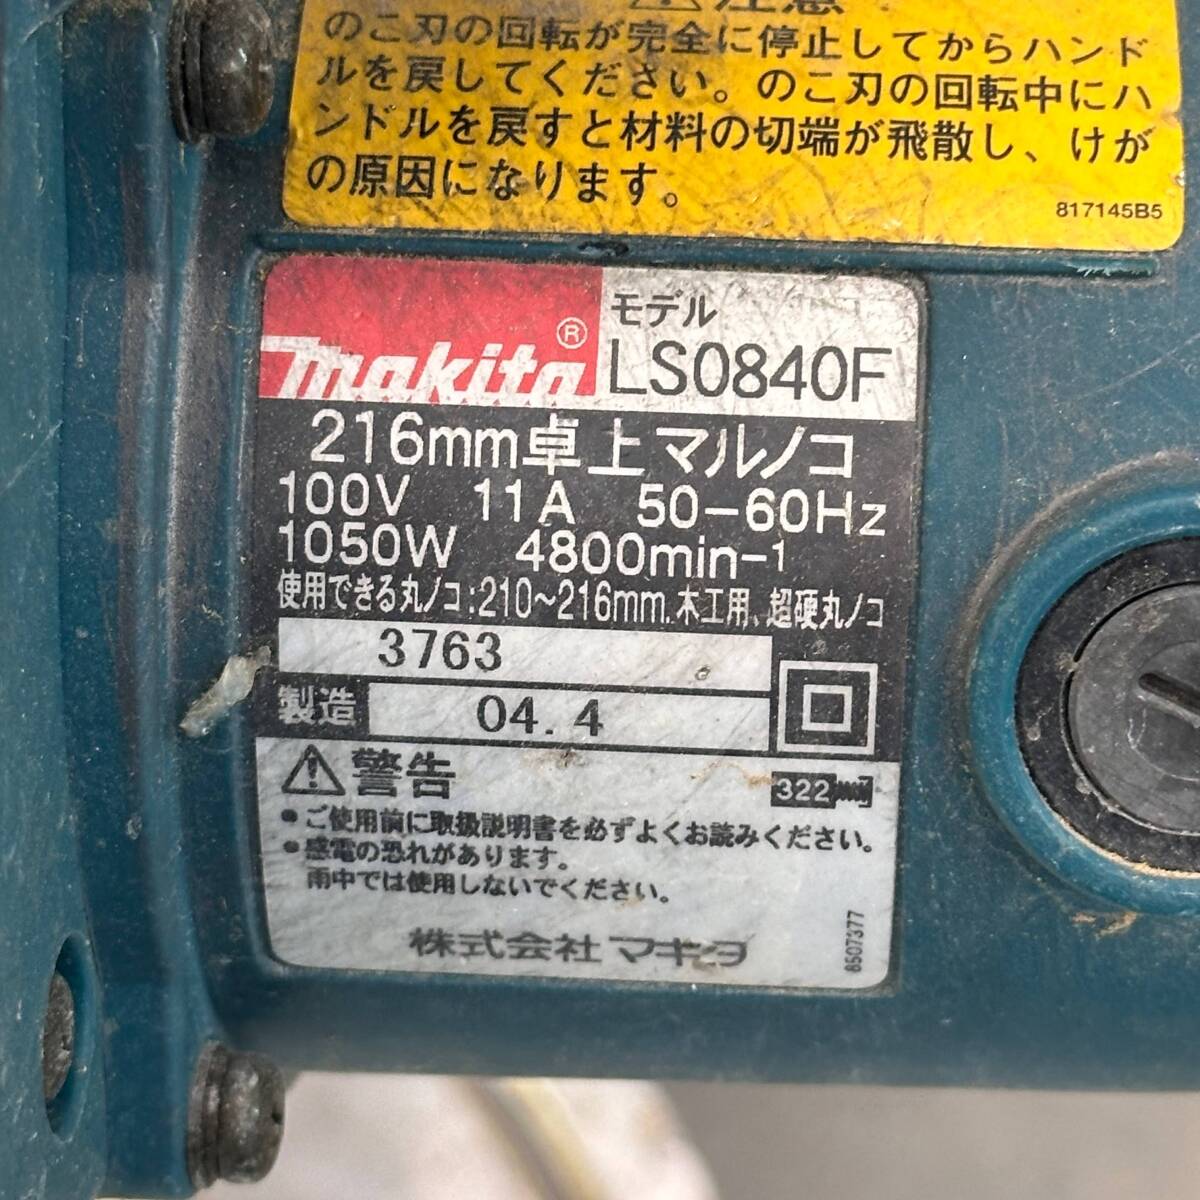 注意
のこ刃の回転が完全に停止してからハンド
ルを戻してください。のこ刃の回転中にハ
ンドルを戻すと材料の切端が飛散し、けが
の原因になります。
817145B5
makita®
モデル
LS0840F
216mm卓上マルノコ
100V 11A 50-60Hz
1050W 4800min-1
使用できる丸ノコ:210~216mm.木工用、超硬丸ノコ
3763
製造 04.4
警告
322
•ご使用前に取扱説明書を必ずよくお読みください。
•感電の恐れがあります。
雨中では使用しないでください。
株式会社マキタ
8507377